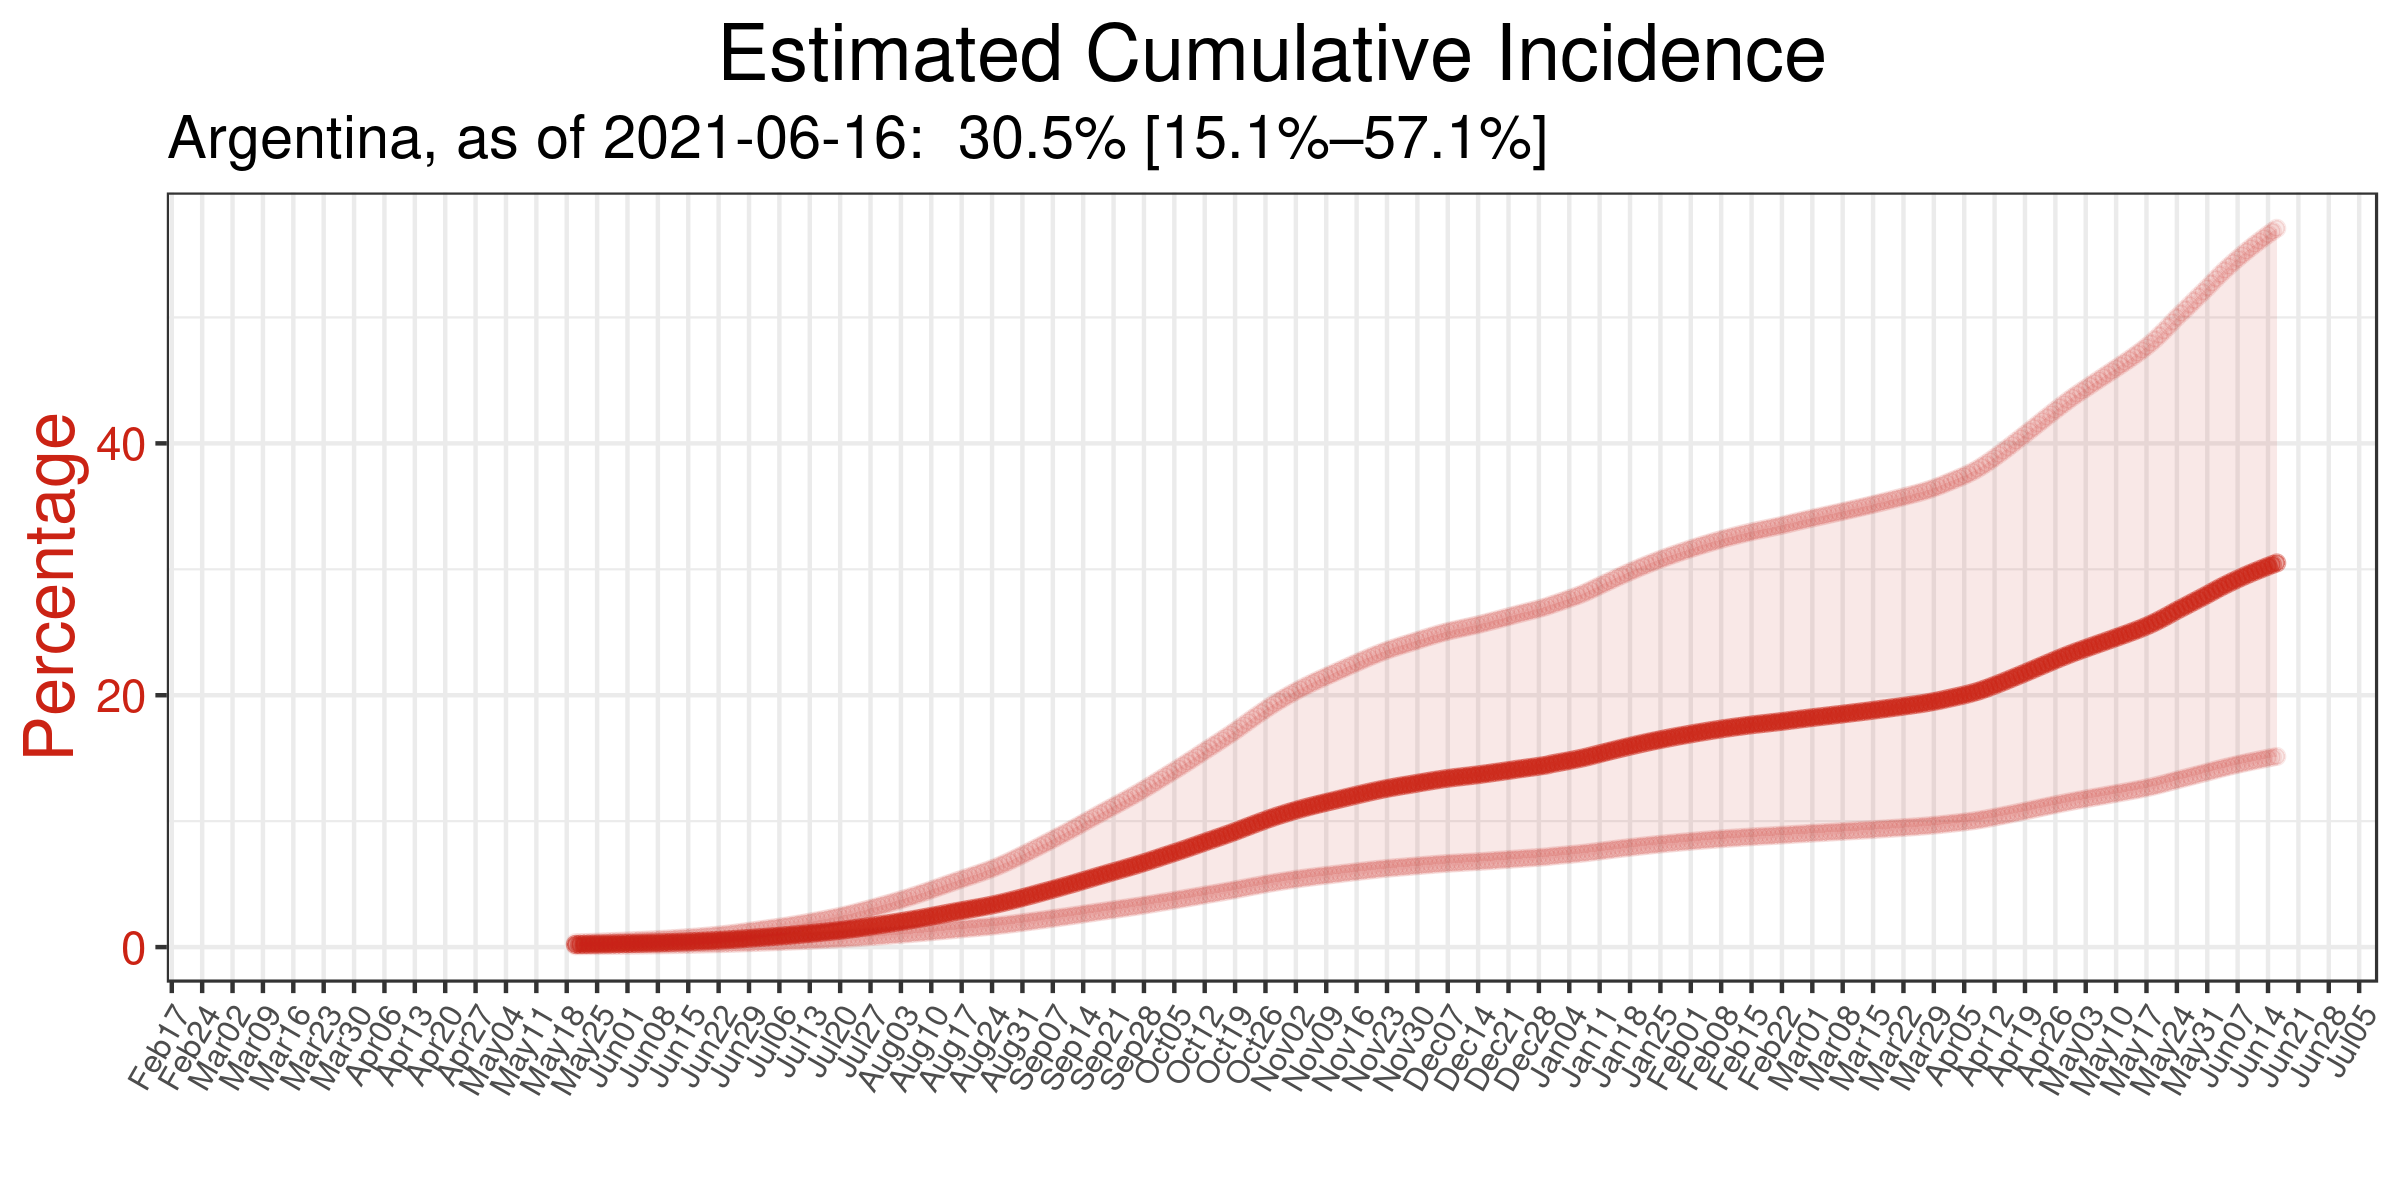 Estimated Cumulative Incidence
Argentina, as of 2021-06-16:  30.5% [15.1%–57.1%]
Percentage
40
20
0
Feb17
Feb24
Mar02
Mar09
Mar16
Mar23
Mar30
Apr06
Apr13
Apr20
Apr27
May04
May11
May18
May25
Jun01
Jun08
Jun15
Jun22
Jun29
Jul06
Jul13
Jul20
Jul27
Aug03
Aug10
Aug17
Aug24
Aug31
Sep07
Sep14
Sep21
Sep28
Oct05
Oct12
Oct19
Oct26
Nov02
Nov09
Nov16
Nov23
Nov30
Dec07
Dec14
Dec21
Dec28
Jan04
Jan11
Jan18
Jan25
Feb01
Feb08
Feb15
Feb22
Mar01
Mar08
Mar15
Mar22
Mar29
Apr05
Apr12
Apr19
Apr26
May03
May10
May17
May24
May31
Jun07
Jun14
Jun21
Jun28
Jul05